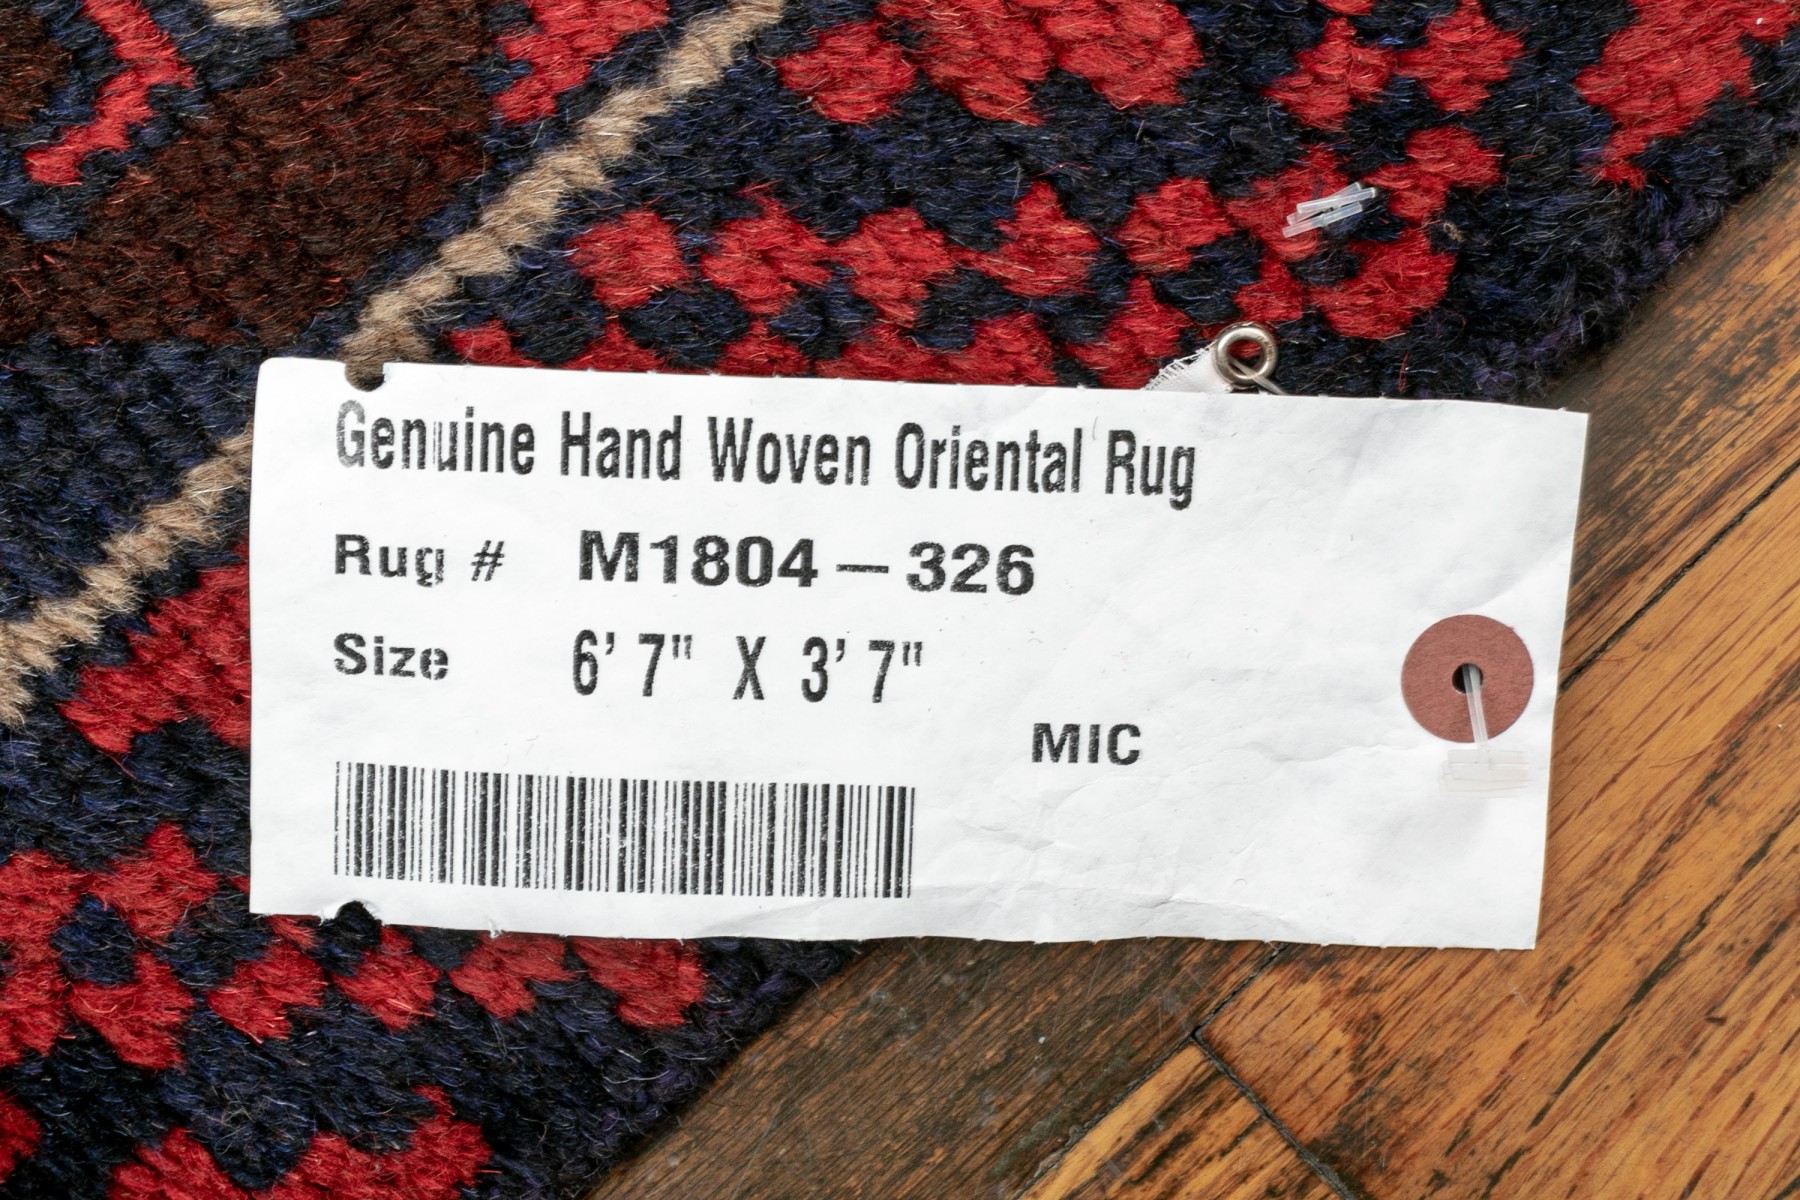 Genuine Hand Woven Oriental Rug
Rug # M1804–326
Size 6' 7" X 3' 7"
MIC